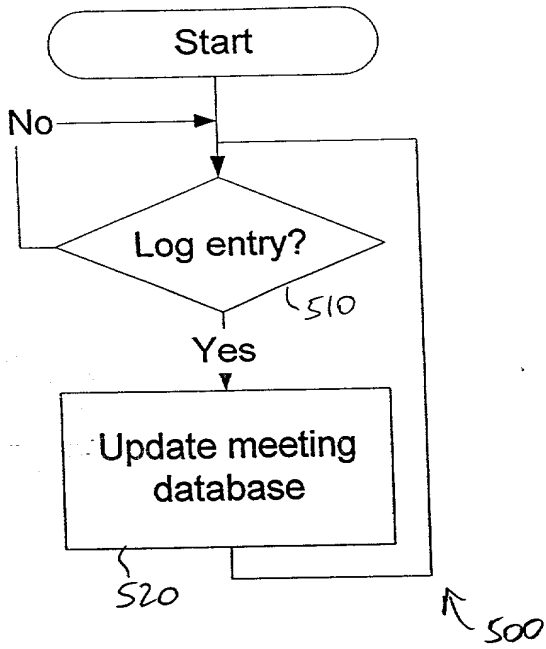 Start
No
Log entry?
510
Yes
Update meeting
database
520
500